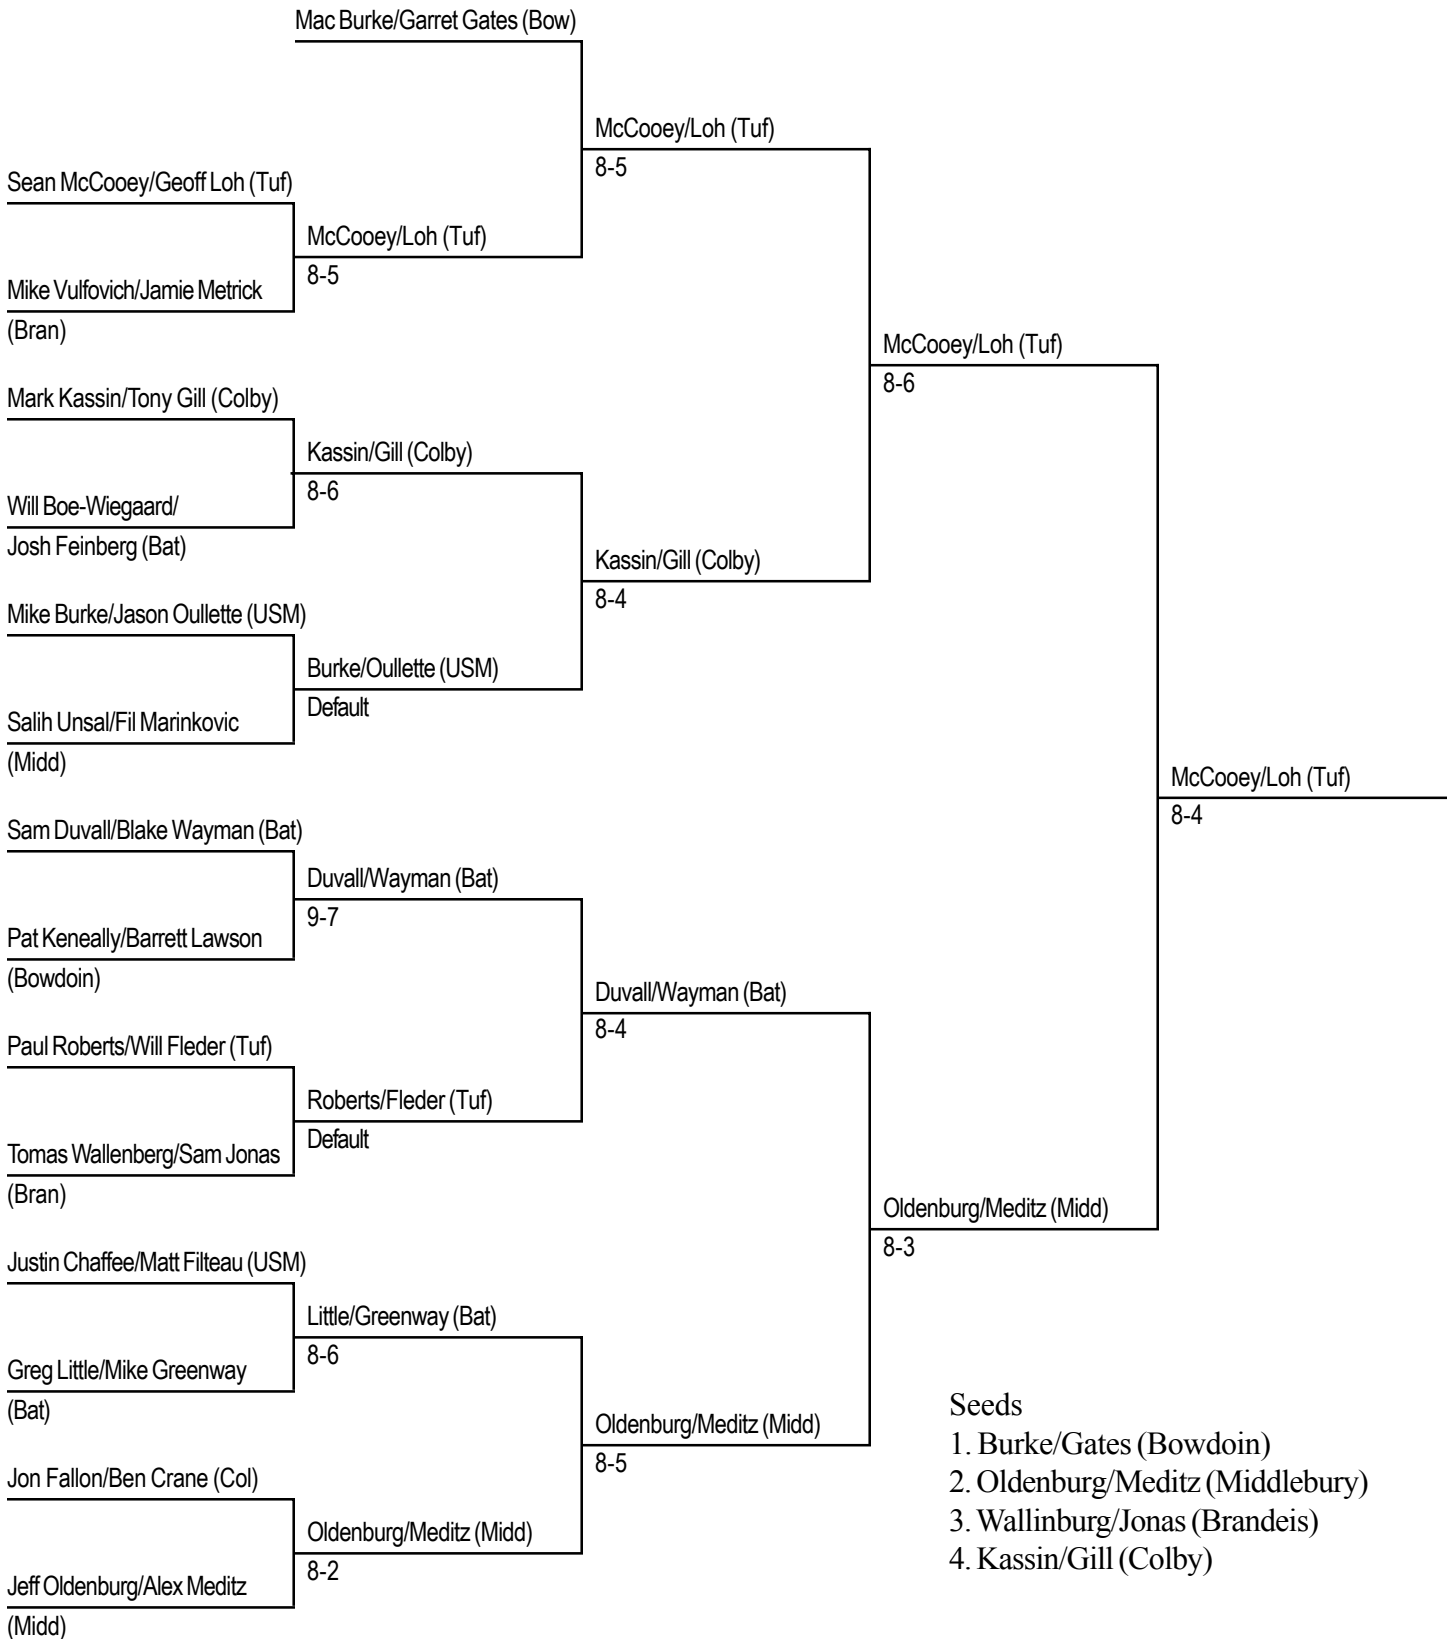 Mac Burke/Garret Gates (Bow)
McCooey/Loh (Tuf)
8-5
Sean McCooey/Geoff Loh (Tuf)
McCooey/Loh (Tuf)
8-5
Mike Vulfovich/Jamie Metrick
(Bran)
McCooey/Loh (Tuf)
8-6
Mark Kassin/Tony Gill (Colby)
Kassin/Gill (Colby)
8-6
Will Boe-Wiegaard/
Josh Feinberg (Bat)
Kassin/Gill (Colby)
8-4
Mike Burke/Jason Oullette (USM)
Burke/Oullette (USM)
Default
Salih Unsal/Fil Marinkovic
(Midd)
McCooey/Loh (Tuf)
8-4
Sam Duvall/Blake Wayman (Bat)
Duvall/Wayman (Bat)
9-7
Pat Keneally/Barrett Lawson
(Bowdoin)
Duvall/Wayman (Bat)
8-4
Paul Roberts/Will Fleder (Tuf)
Roberts/Fleder (Tuf)
Default
Tomas Wallenberg/Sam Jonas
(Bran)
Oldenburg/Meditz (Midd)
8-3
Justin Chaffee/Matt Filteau (USM)
Little/Greenway (Bat)
8-6
Greg Little/Mike Greenway
(Bat)
Oldenburg/Meditz (Midd)
8-5
Jon Fallon/Ben Crane (Col)
Oldenburg/Meditz (Midd)
8-2
Jeff Oldenburg/Alex Meditz
(Midd)
Seeds
1. Burke/Gates (Bowdoin)
2. Oldenburg/Meditz (Middlebury)
3. Wallinburg/Jonas (Brandeis)
4. Kassin/Gill (Colby)